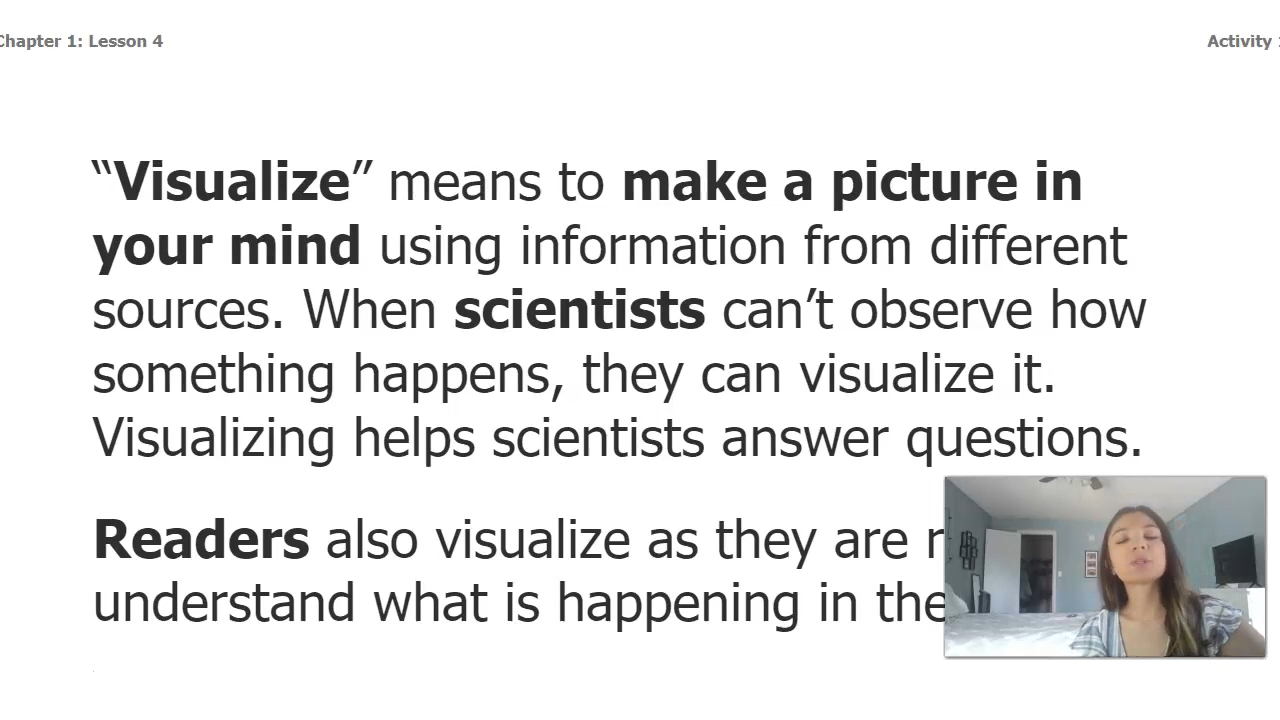 Chapter 1: Lesson 4
Activity
“Visualize” means to make a picture in
your mind using information from different
sources. When scientists can’t observe how
something happens, they can visualize it.
Visualizing helps scientists answer questions.
Readers also visualize as they are
understand what is happening in the